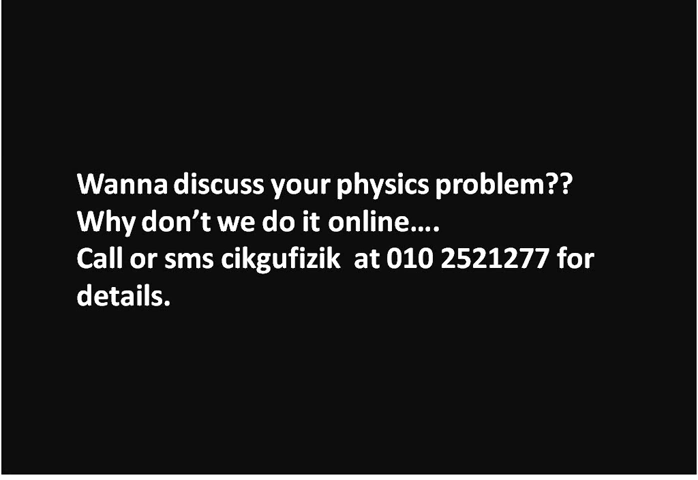 Wanna discuss your physics problem??
Why don’t we do it online....
Call or sms cikgufizik  at 010 2521277 for
details.